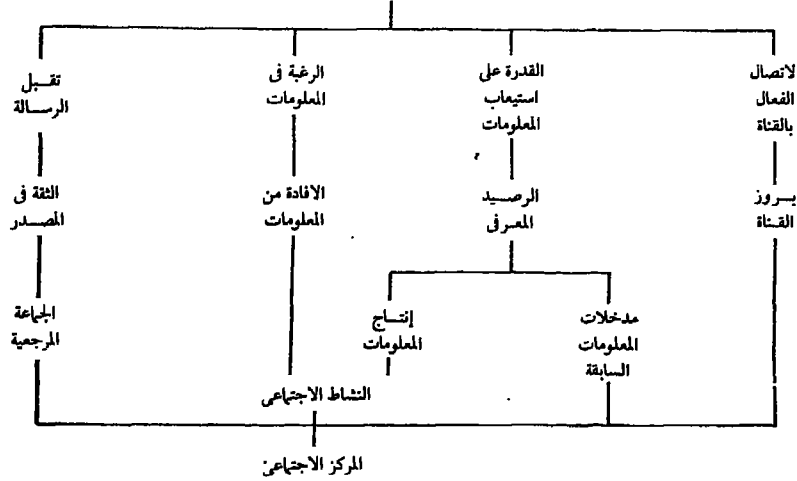 لاتصال
الفعال
بالقناة
القدرة على
استيعاب
المعلومات
الرغبة فى
المعلومات
تقبل
الرسالة
بروز
القناة
الرصيد
المعرفى
الافادة من
المعلومات
الثقة فى
المصدر
مدخلات
المعلومات
السابقة
إنتاج
المعلومات
الجماعة
المرجعية
النشاط الاجتماعى
المركز الاجتماعى